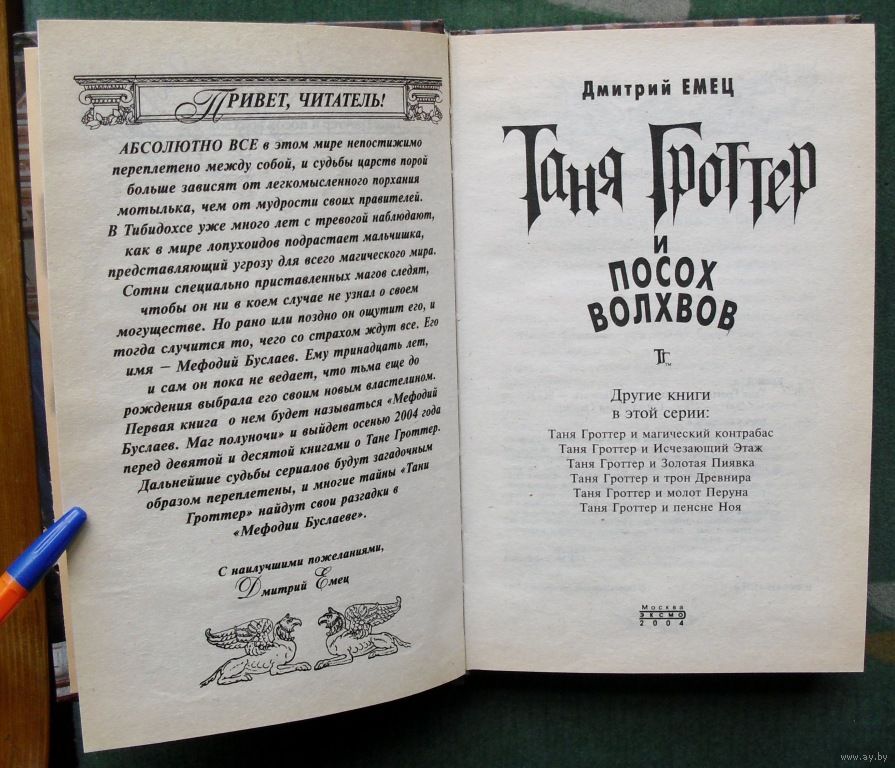 ПРИВЕТ, ЧИТАТЕЛЬ!
АБСОЛЮТНО ВСЕ в этом мире непостижимо
переплетено между собой, и судьбы царств порой
больше зависят от легкомысленного порхания
мотылька, чем от мудрости своих правителей.
В Тибидохсе уже много лет с тревогой наблюдают,
как в мире лопухоидов подрастает мальчишка,
представляющий угрозу для всего магического мира.
Сотни специально приставленных магов следят,
чтобы он ни в коем случае не узнал о своем
могуществе. Но рано или поздно он ощутит его, и
тогда случится то, чего со страхом ждут все. Его
имя – Мефодий Буслаев. Ему тринадцать лет,
и сам он пока не ведает, что тьма еще до
рождения выбрала его своим новым властелином.
Первая книга о нем будет называться «Мефодий
Буслаев. Маг полуночи» и выйдет осенью 2004 года
перед девятой и десятой книгами о Тане Гроттер.
Дальнейшие судьбы сериалов будут загадочным
образом переплетены, и многие тайны «Тани
Гроттер» найдут свои разгадки в
«Мефодии Буслаеве».
С наилучшими пожеланиями,
Дмитрий Емец
Дмитрий ЕМЕЦ
Таня Гроттер
и
ПОСОХ
ВОЛХВОВ
ТГ™
Другие книги
в этой серии:
Таня Гроттер и магический контрабас
Таня Гроттер и Исчезающий Этаж
Таня Гроттер и Золотая Пиявка
Таня Гроттер и трон Древнира
Таня Гроттер и молот Перуна
Таня Гроттер и пенсне Ноя
Москва
ЭКСМО
2004
www.ay.by